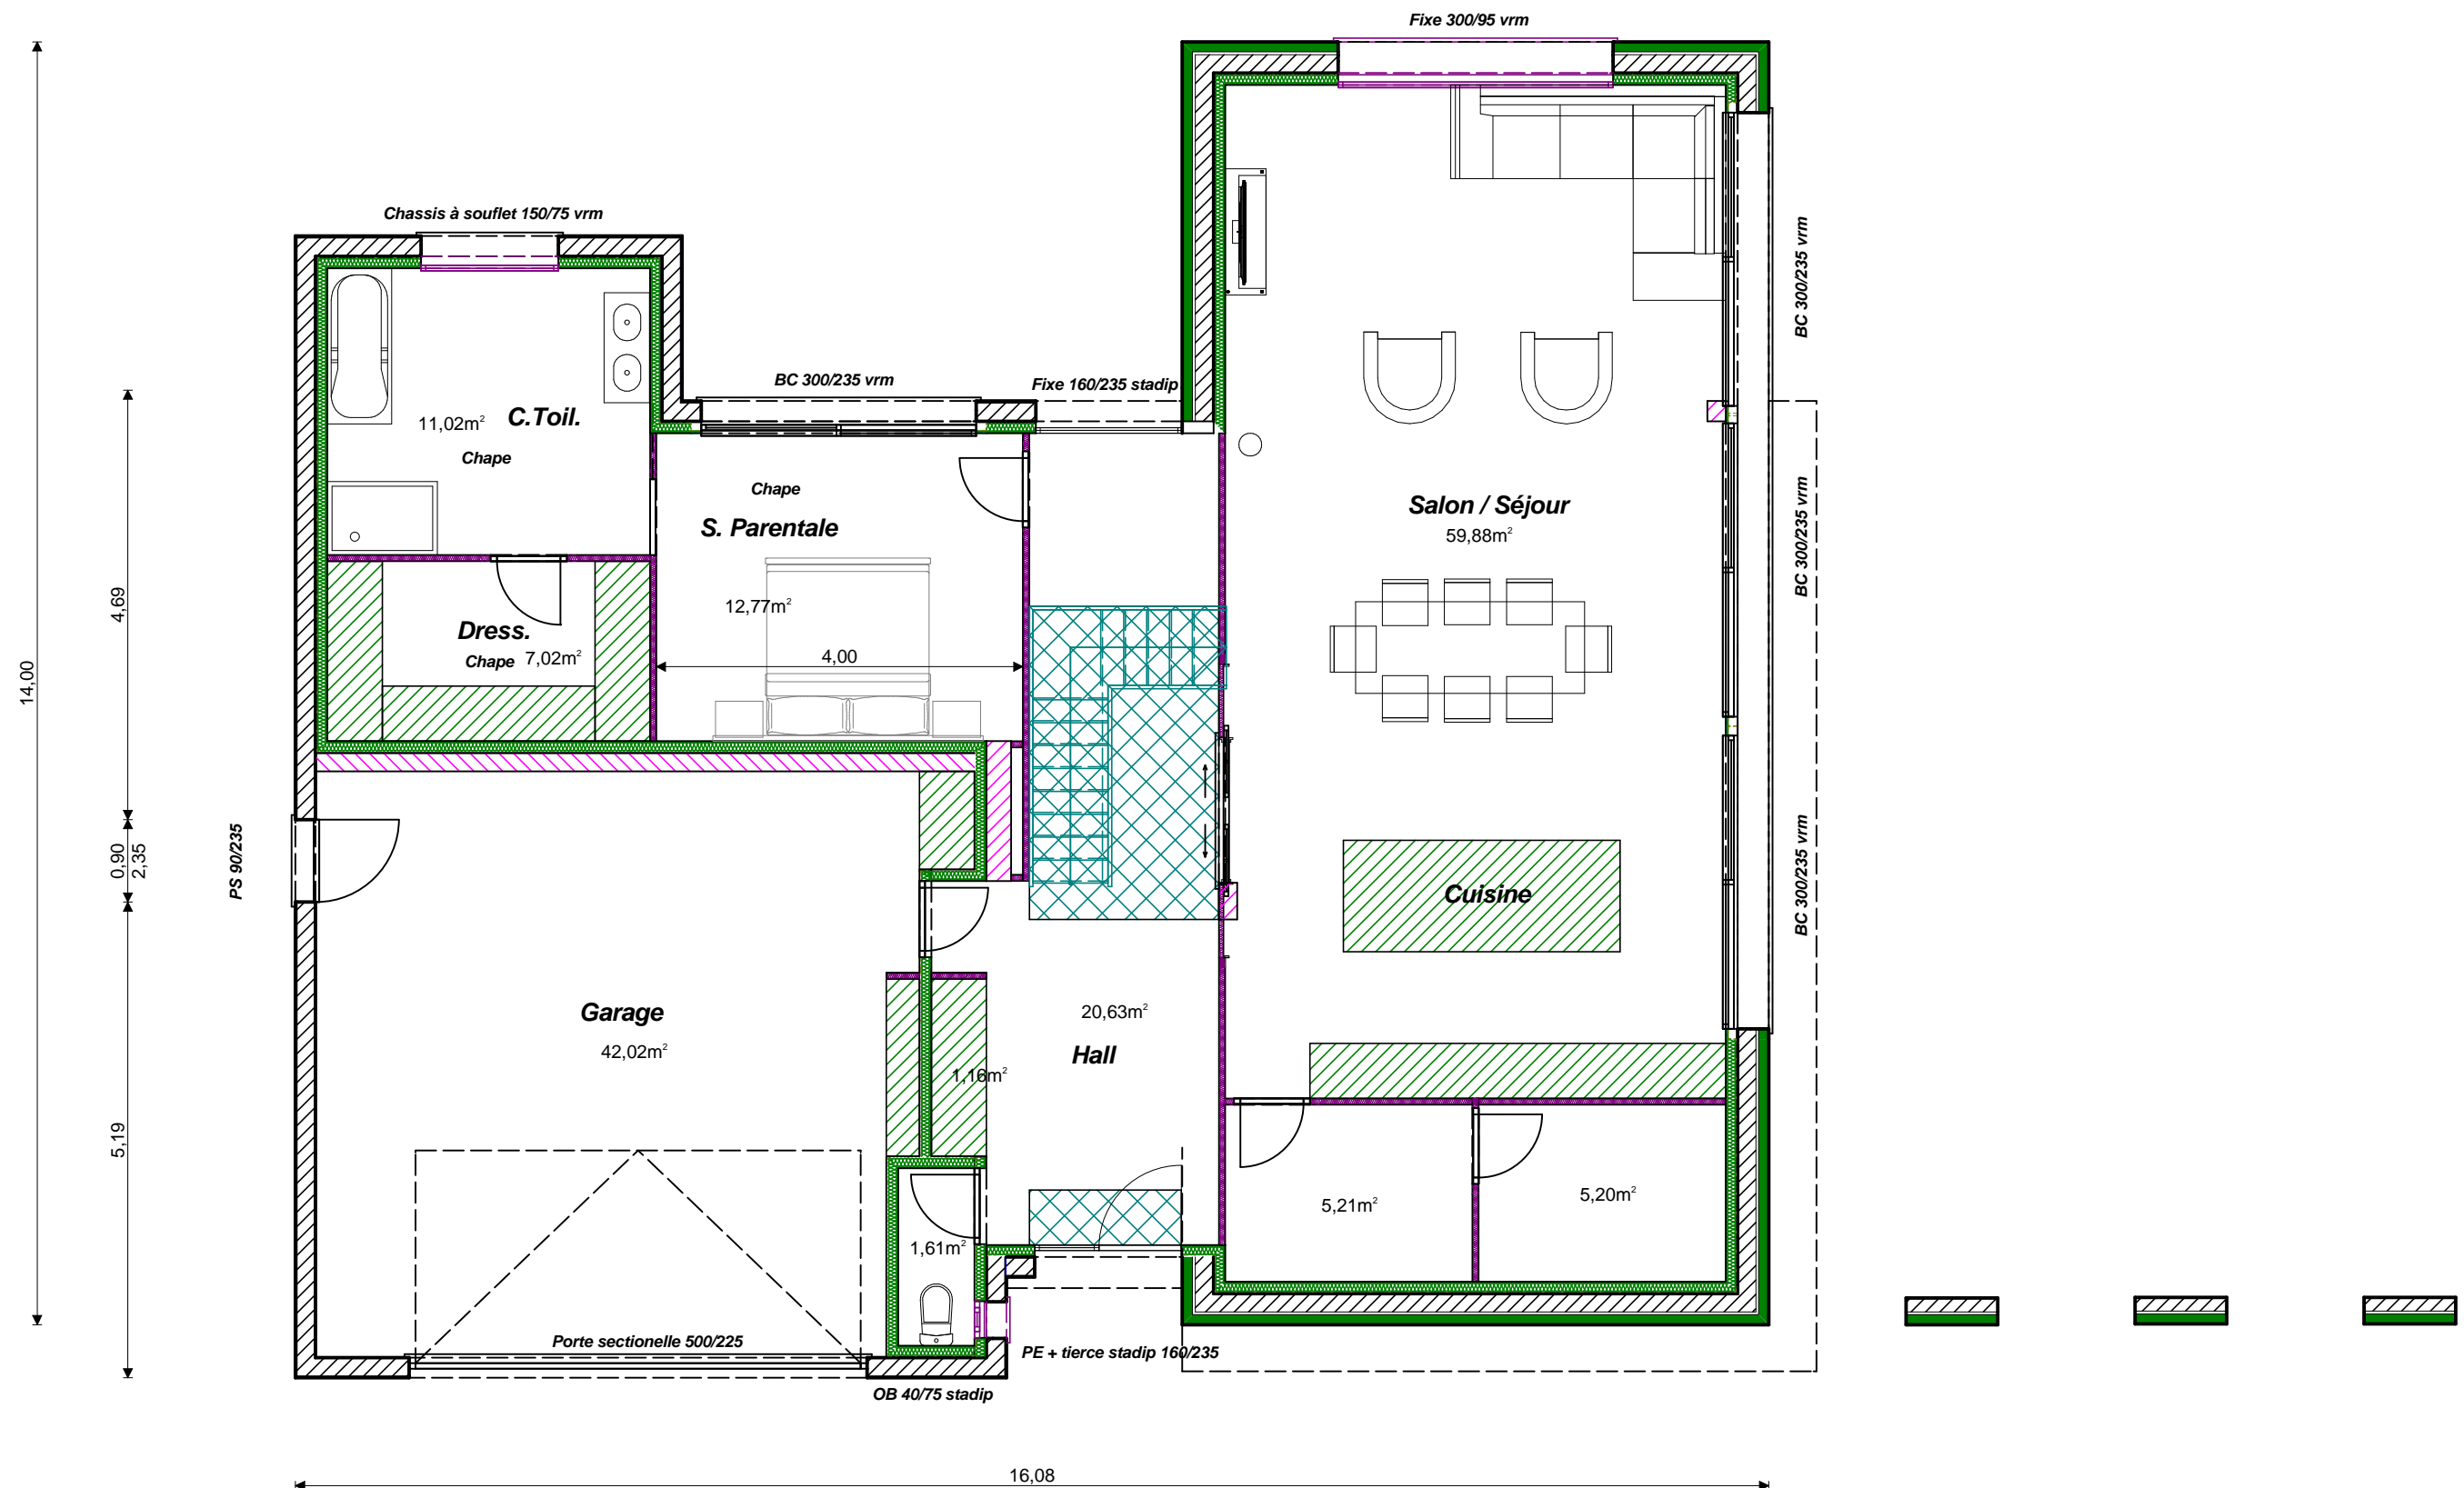 Fixe 300/95 vrm
Chassis à souflet 150/75 vrm
BC 300/235 vrm
BC 300/235 vrm
Fixe 160/235 stadip
11,02m²
C.Toil.
Chape
Chape
S. Parentale
Salon / Séjour
59,88m²
BC 300/235 vrm
4,69
12,77m²
Dress.
Chape
7,02m²
4,00
14,00
0,90
2,35
PS 90/235
Cuisine
BC 300/235 vrm
Garage
42,02m²
20,63m²
Hall
1,16m²
5,19
5,21m²
5,20m²
1,61m²
Porte sectionelle 500/225
PE + tierce stadip 160/235
OB 40/75 stadip
16,08